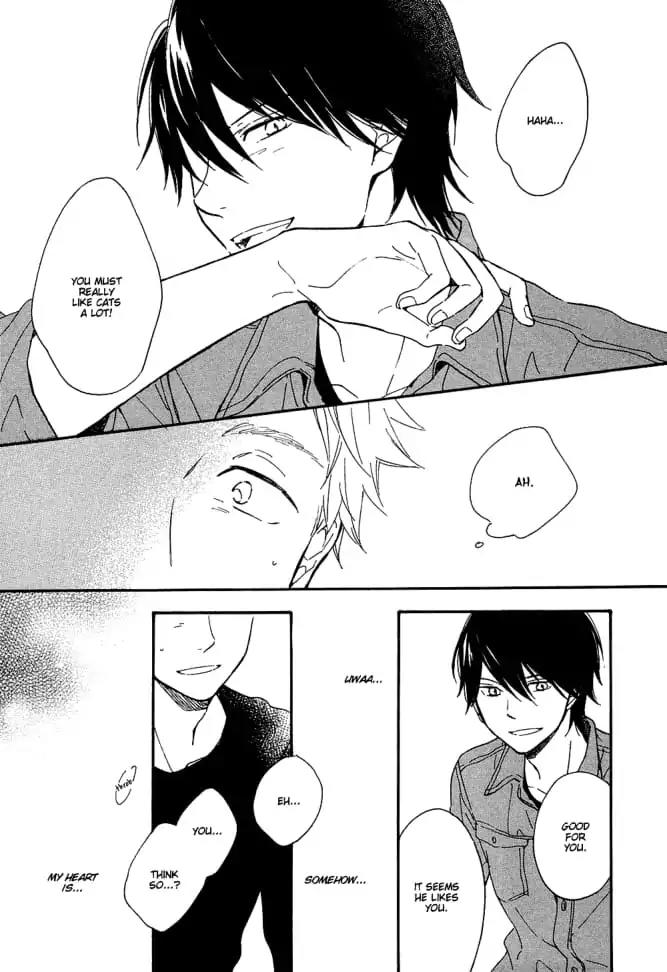 HAHA...
YOU MUST
REALLY
LIKE CATS
A LOT!
AH.
GOOD
FOR
YOU.
IT SEEMS
HE LIKES
YOU.
UWAA...
SOMEHOW...
EH...
YOU...
THINK
SO...?
MY HEART
IS...